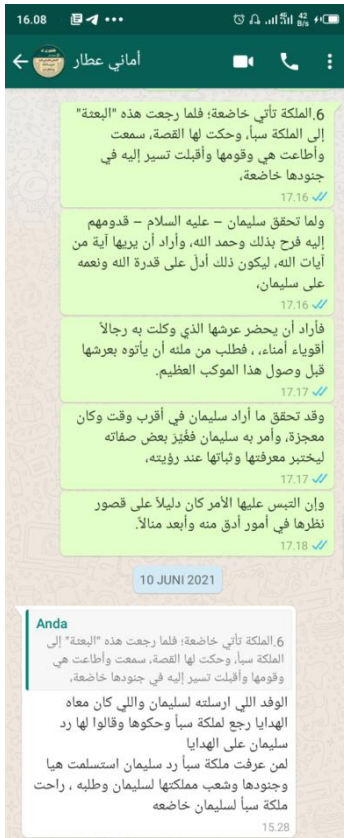 16.08
42 B/s
أماني عطار
6.الملكة تأتي خاضعة؛ فلما رجعت هذه "البعثة"
إلى الملكة سبأ، وحكت لها القصة، سمعت
وأطاعت هي وقومها وأقبلت تسير إليه في
جنودها خاضعة،
17.16
ولما تحقق سليمان – عليه السلام – قدومهم
إليه فرح بذلك وحمد الله، وأراد أن يريها آية من
آيات الله، ليكون ذلك أدلّ على قدرة الله ونعمه
على سليمان،
17.16
فأراد أن يحضر عرشها الذي وكلت به رجالاً
أقوياء أمناء، ، فطلب من ملئه أن يأتوه بعرشها
قبل وصول هذا الموكب العظيم.
17.17
وقد تحقق ما أراد سليمان في أقرب وقت وكان
معجزة، وأمر به سليمان فغُيّرَ بعض صفاته
ليختبر معرفتها وثباتها عند رؤيته،
17.17
وإن التبس عليها الأمر كان دليلاً على قصور
نظرها في أمور أدق منه وأبعد منالاً.
17.18
10 JUNI 2021
Anda
6.الملكة تأتي خاضعة؛ فلما رجعت هذه "البعثة" إلى
الملكة سبأ، وحكت لها القصة، سمعت وأطاعت هي
وقومها وأقبلت تسير إليه في جنودها خاضعة،
الوفد اللي ارسلته لسليمان واللي كان معاه
الهدايا رجع لملكة سبأ وحكوها وقالوا لها رد
سليمان على الهدايا
لمن عرفت ملكة سبأ رد سليمان استسلمت هيا
وجنودها وشعب مملكتها لسليمان وطلبه ، راحت
ملكة سبأ لسليمان خاضعه
15.28